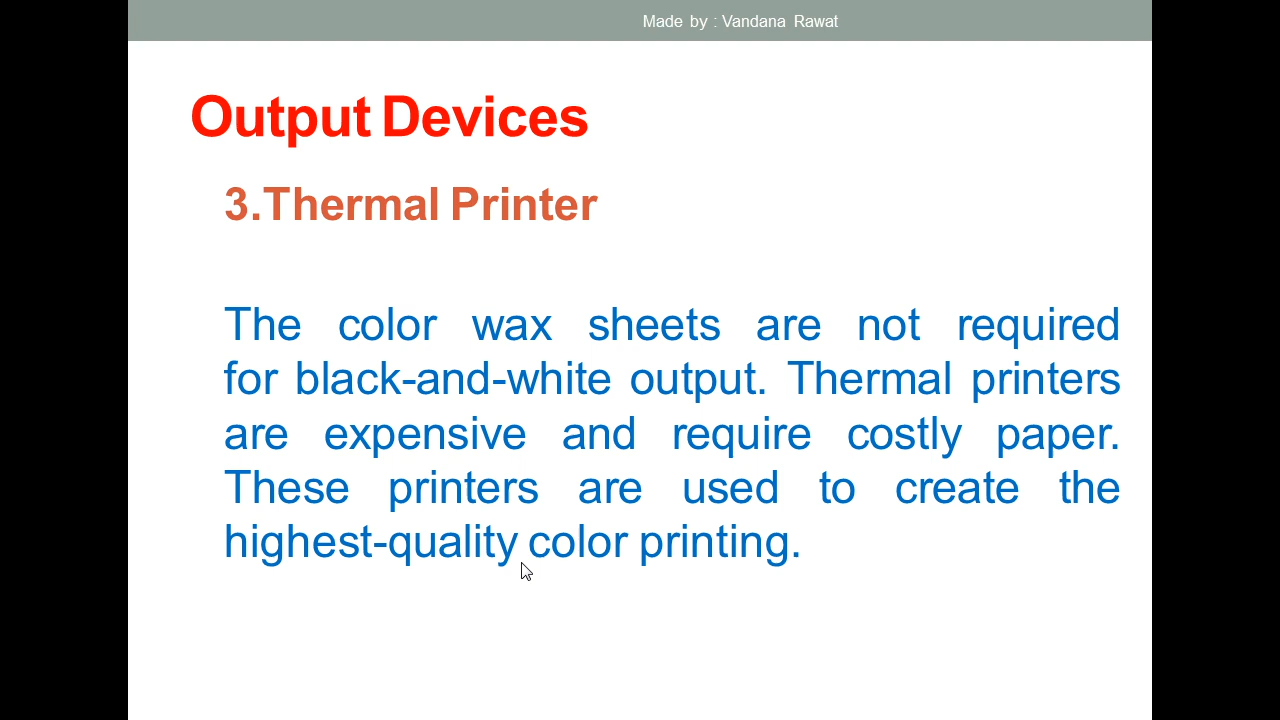 Made by : Vandana Rawat
Output Devices
3.Thermal Printer
The color wax sheets are not required
for black-and-white output. Thermal printers
are expensive and require costly paper.
These printers are used to create the
highest-quality color printing.